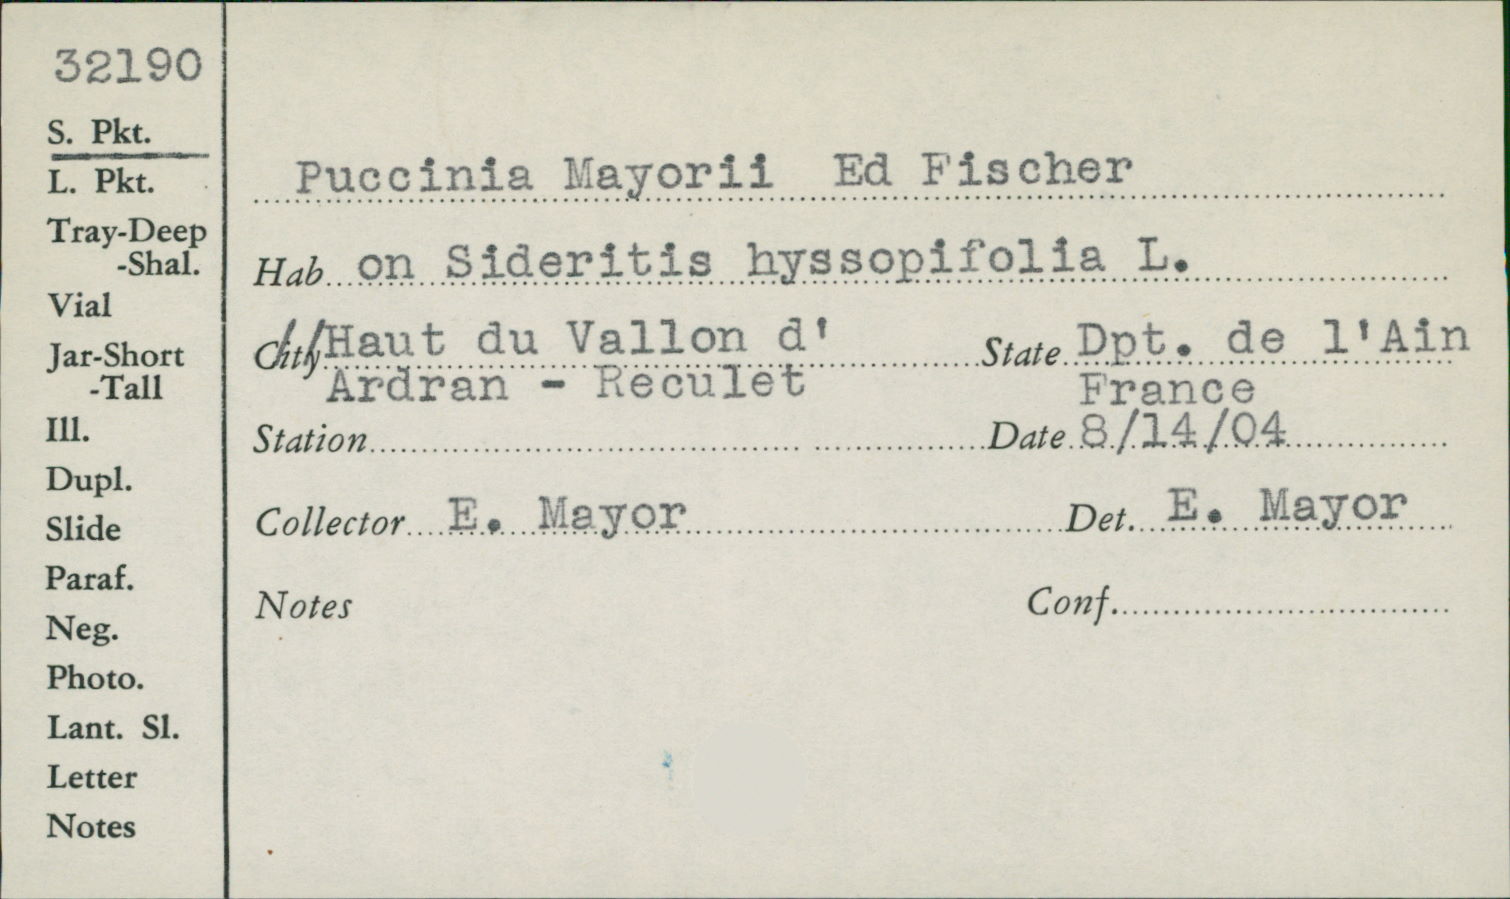 32190
S. Pkt.
L. Pkt.
Tray-Deep
-Shal.
Vial
Jar-Short
-Tall
Ill.
Dupl.
Slide
Paraf.
Neg.
Photo.
Lant. Sl.
Letter
Notes
Puccinia Mayorii Ed Fischer
Hab on Sideritis hyssopifolia L.
City Haut du Vallon d' State Dpt. de l'Ain
Ardran - Reculet France
Station Date 8/14/04
Collector E. Mayor Det. E. Mayor
Notes Conf.